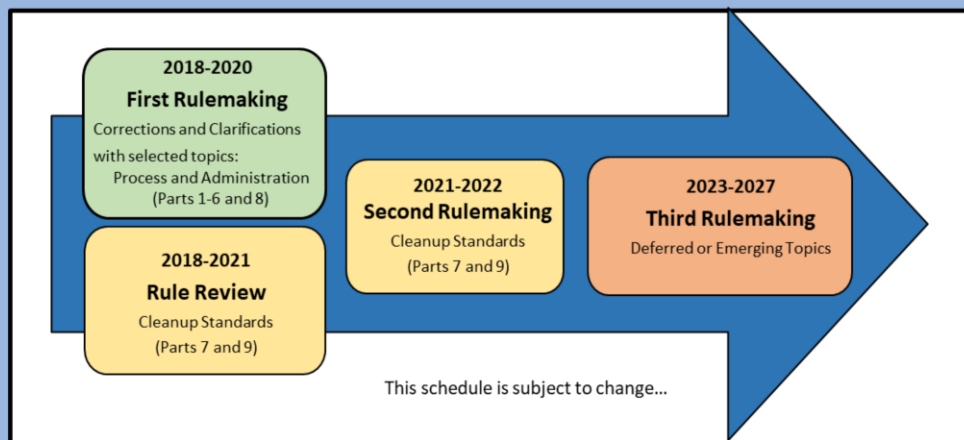 2018-2020
First Rulemaking
Corrections and Clarifications
with selected topics:
Process and Administration
(Parts 1-6 and 8)
2018-2021
Rule Review
Cleanup Standards
(Parts 7 and 9)
2021-2022
Second Rulemaking
Cleanup Standards
(Parts 7 and 9)
2023-2027
Third Rulemaking
Deferred or Emerging Topics
This schedule is subject to change...